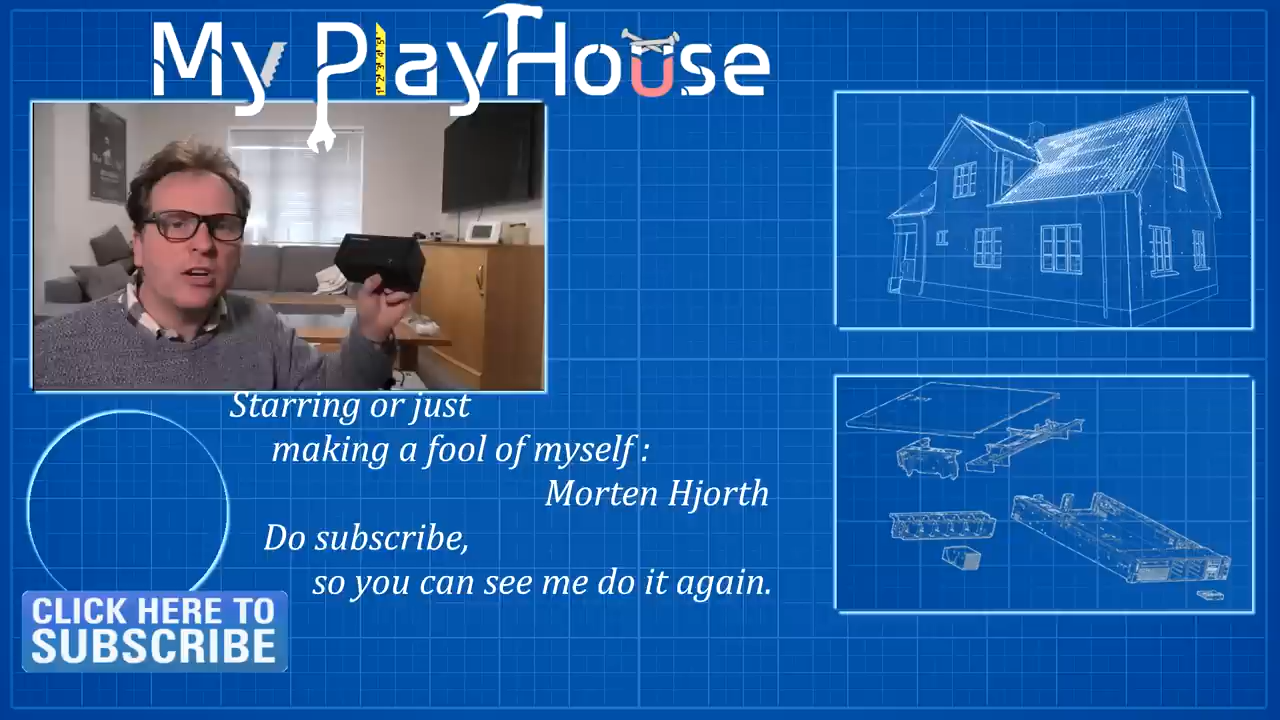 My PlayHouse
Starring or just
making a fool of myself :
Morten Hjorth
Do subscribe,
so you can see me do it again.
CLICK HERE TO
SUBSCRIBE